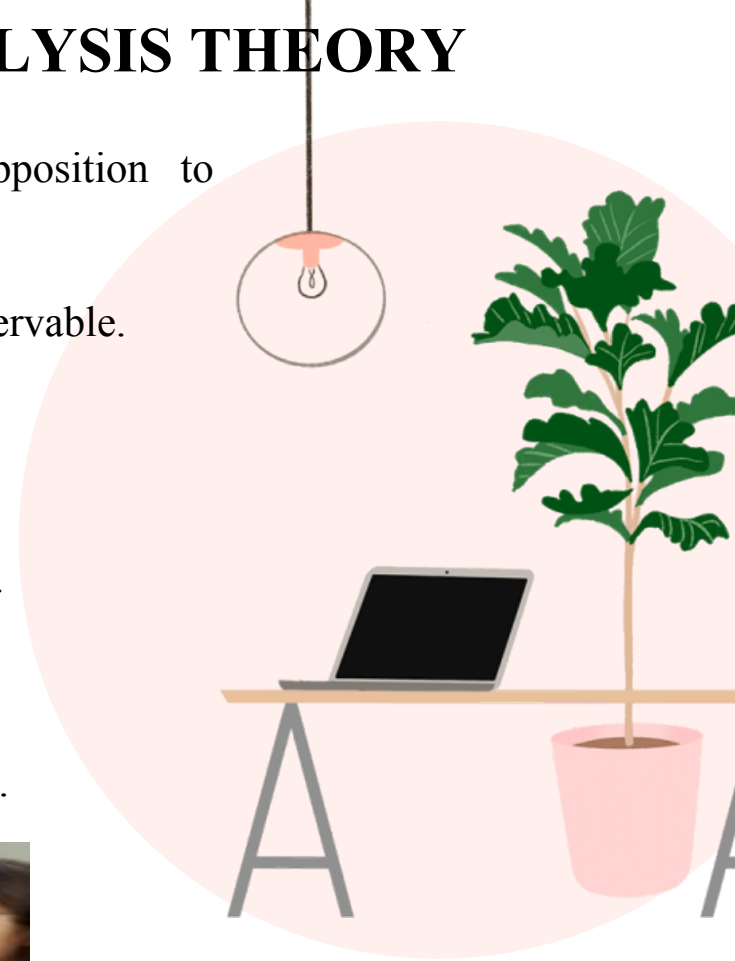 LYSIS THEORY
pposition to
ervable.
.
.